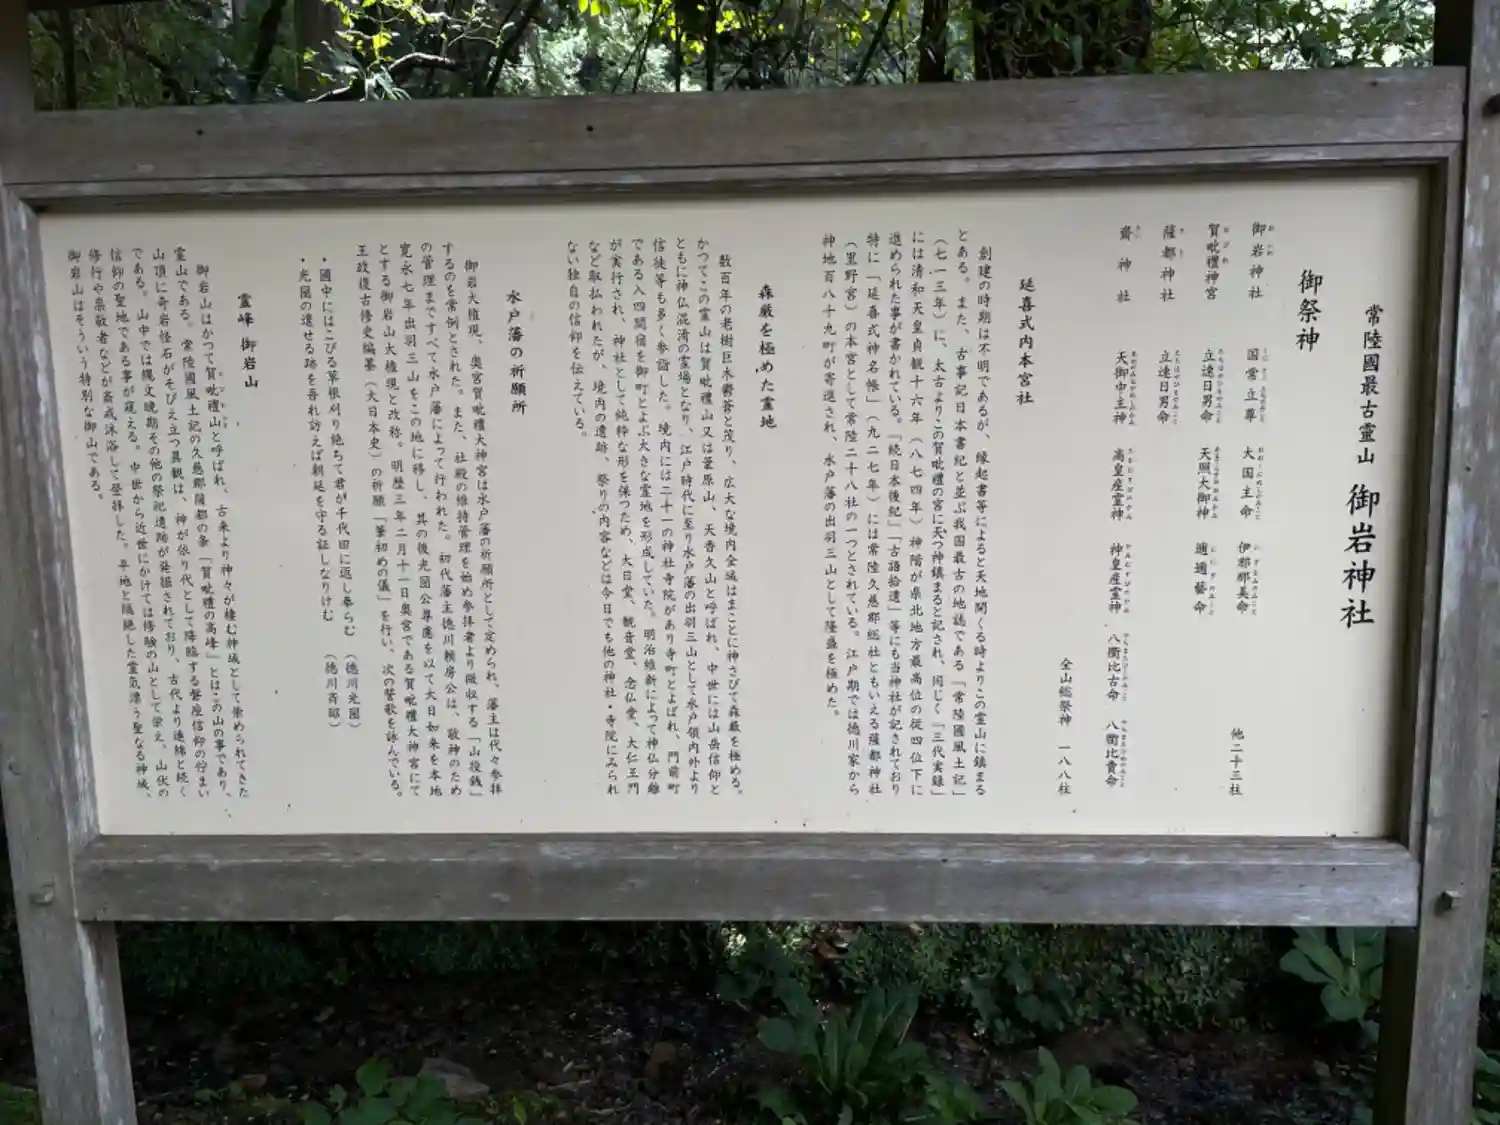 常陸國最古霊山 御岩神社
御祭神
御岩神社 国常立尊 大国主命 伊邪那美命 他二十三柱
賀毗禮神宮 立速日男命 天照大御神 邇邇藝命
薩都神社 立速日男命
齋神社 天御中主神 高皇産霊神 神皇産霊神 八衢比古命 八衢比賣命
全山総祭神 一八八柱
延喜式内本宮社
創建の時期は不明であるが、縁起書等によると天地開くる時よりこの霊山に鎮まる
とある。また、古事記日本書紀と並ぶ我国最古の地誌である「常陸國風土記」
(七一三年)に、太古よりこの賀毗禮の宮に天つ神鎮まると記され、同じく「三代実録」
には清和天皇貞観十六年(八七四年)神階が県北地方最高位の従四位下に
進められた事が書かれている。「続日本後紀」「古語拾遺」等にも当神社が記されており
特に「延喜式神名帳」(九二七年)には常陸久慈郡総社ともいえる薩都神社
(里野宮)の本宮として常陸二十八社の一つとされている。江戸期では徳川家から
神地百八十九町が寄進され、水戸藩の出羽三山として隆盛を極めた。
森厳を極めた霊地
数百年の老樹巨木鬱蒼と茂り、広大な境内全域はまことに神さびて森厳を極める。
かつてこの霊山は賀毗禮山又は筆原山、天香久山と呼ばれ、中世には山岳信仰と
ともに神仏混淆の霊場となり、江戸時代に至り水戸藩の出羽三山として水戸領内外より
信徒等も多く参詣した。境内には二十一の神社寺院があり寺町とよばれ、門前町
である入四間宿を御町とよぶ大きな霊地を形成していた。明治維新によって神仏分離
が実行され、神社として純粋な形を保つため、大日堂、観音堂、念仏堂、大仁王門
など取払われたが、境内の遺跡、祭りの内容などは今日でも他の神社・寺院にみられ
ない独自の信仰を伝えている。
水戸藩の祈願所
御岩大権現、奥宮賀毗禮大神宮は水戸藩の祈願所として定められ、藩主は代々参拝
するのを常例とされた。また、社殿の維持管理を始め参拝者より徴収する「山役銭」
の管理まですべて水戸藩によって行われた。初代藩主徳川頼房公は、敬神のため
寛永七年出羽三山をこの地に移し、其の後光圀公尊慮を以て大日如来を本地
とする御岩山大権現と改称。明暦三年二月十一日奥宮である賀毗禮大神宮にて
王政復古修史編纂(大日本史)の祈願「筆初めの儀」を行い、次の誓歌を詠んでいる。
・國中にはこびる草根刈り飽ちて君が千代田に返し奉らむ (徳川光圀)
・光圀の遺せる跡を吾れ訪えば朝廷を守る証しなりけむ (徳川斉昭)
霊峰 御岩山
御岩山はかつて賀毗禮山と呼ばれ、古来より神々が棲む神域として崇められてきた
霊山である。常陸國風土記の久慈郡薩都の条「賀毗禮の高峰」とはこの山の事であり、
山頂に奇岩怪石がそびえ立つ異観は、神が依り代として降臨する磐座信仰の佇まい
である。山中では縄文晩期その他の祭祀遺跡が発掘されており、古代より連綿と続く
信仰の聖地である事が窺える。中世から近世にかけては修験の山として栄え、山伏の
修行や崇敬者などが斎戒沐浴して登拝した。平地と隔絶した霊気漂う聖なる神域、
御岩山はそういう特別な御山である。